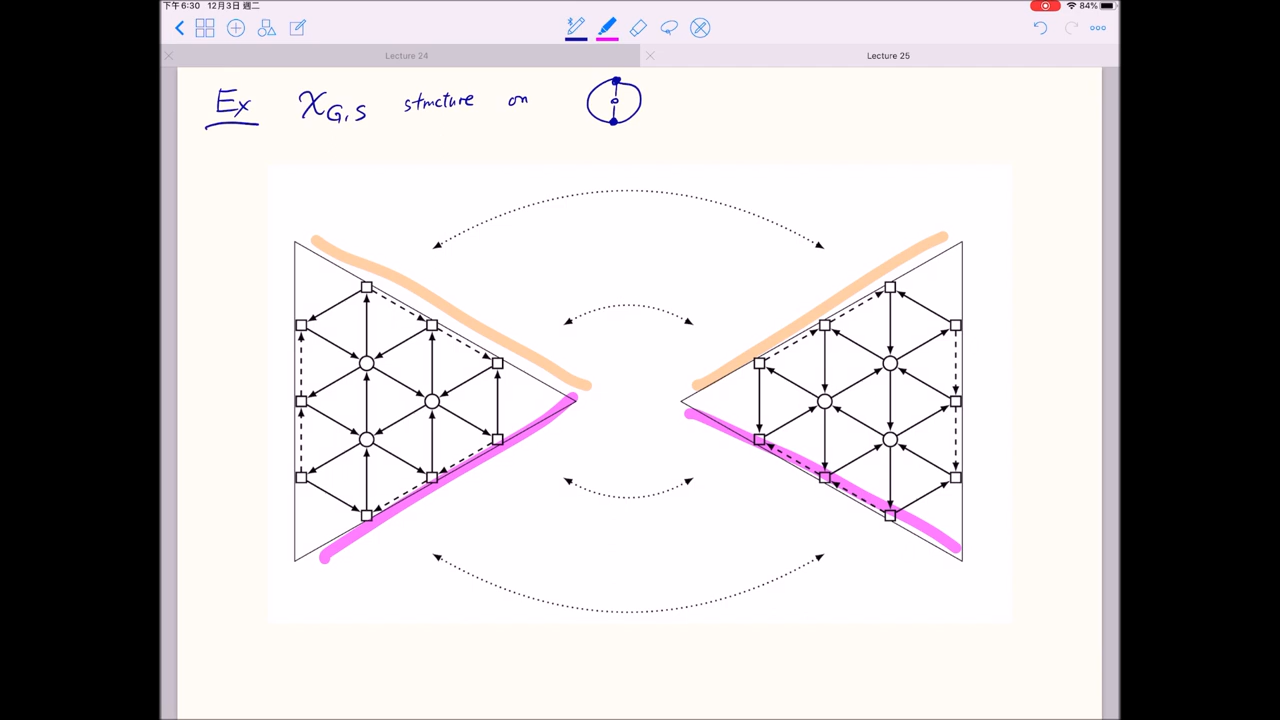 下午6:30 12月3日 週二
84%
Lecture 24
Lecture 25
Ex 𝒳G,S structure on